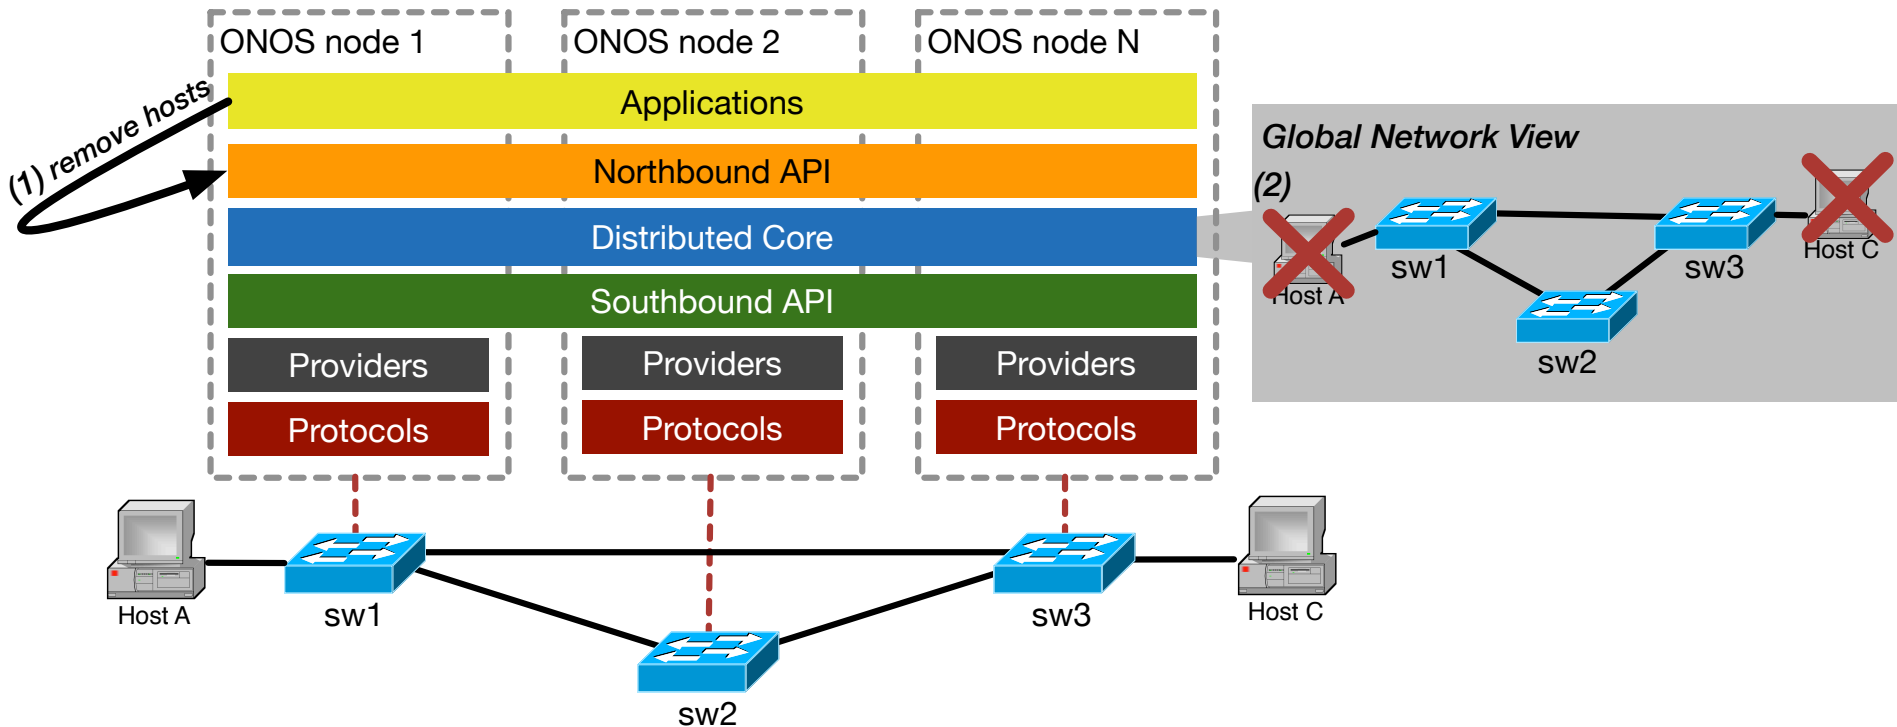 ONOS node 1
ONOS node 2
ONOS node N
(1) remove hosts
Applications
Northbound API
Distributed Core
Southbound API
Providers
Providers
Providers
Protocols
Protocols
Protocols
Global Network View
(2)
Host A
sw1
sw2
sw3
Host C
Host A
sw1
sw2
sw3
Host C